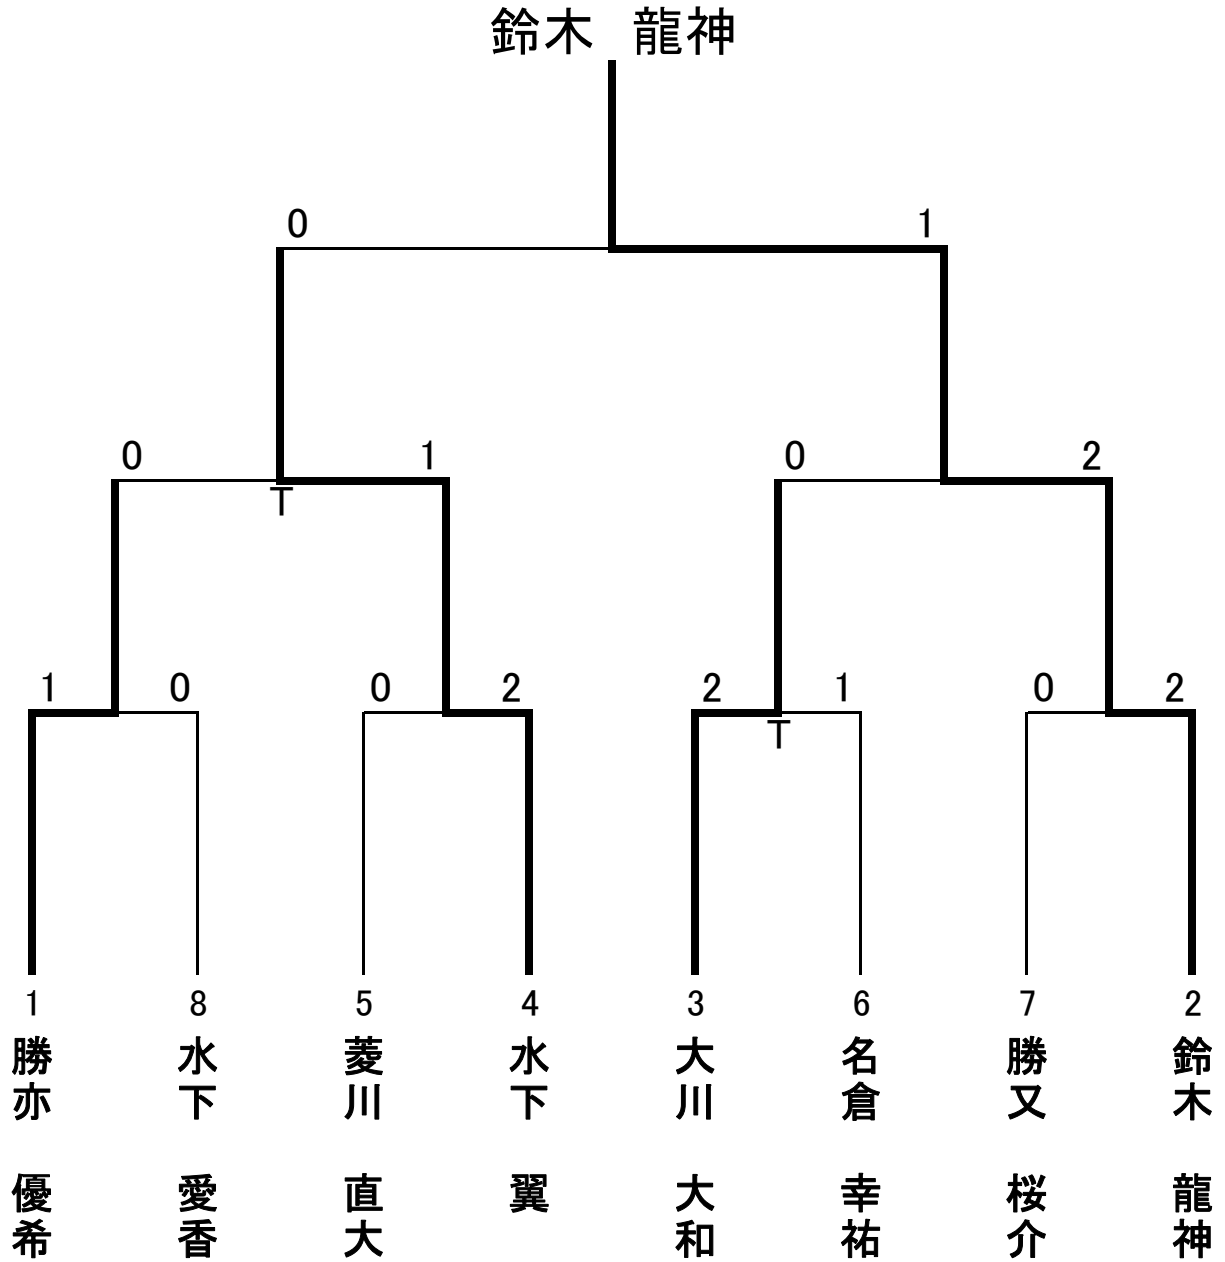 鈴木　龍神
0 1
0 1 0 2
T
1 0 0 2 2 1 0 2
T
1 8 5 4 3 6 7 2
勝亦　優希
水下　愛香
菱川　直大
水下　翼
大川　大和
名倉　幸祐
勝又　桜介
鈴木　龍神